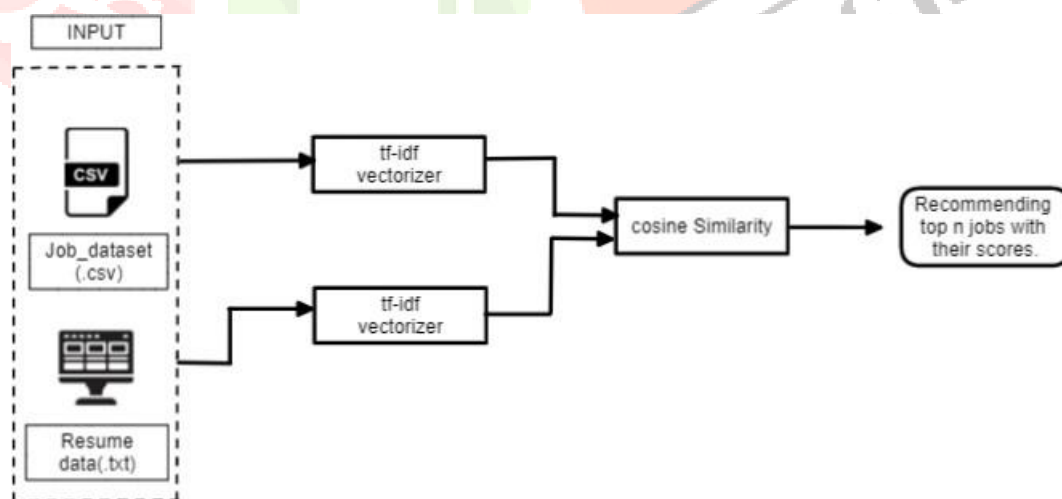 INPUT
CSV
Job_dataset
(.csv)
Resume
data(.txt)
tf-idf
vectorizer
tf-idf
vectorizer
cosine Similarity
Recommending
top n jobs with
their scores.